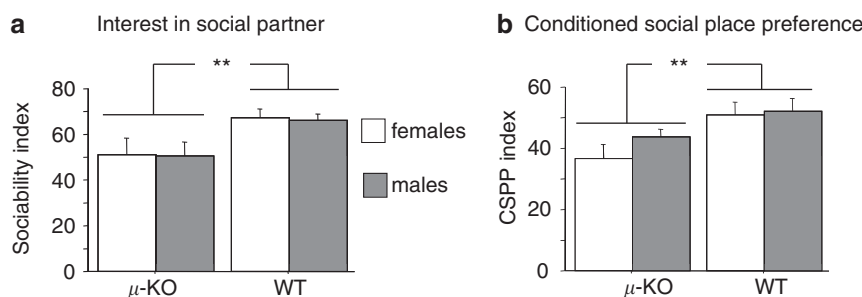 a Interest in social partner
**
80
60
40
20
0
Sociability index
μ-KO WT
females
males
b Conditioned social place preference
**
60
40
20
0
CSPP index
μ-KO WT